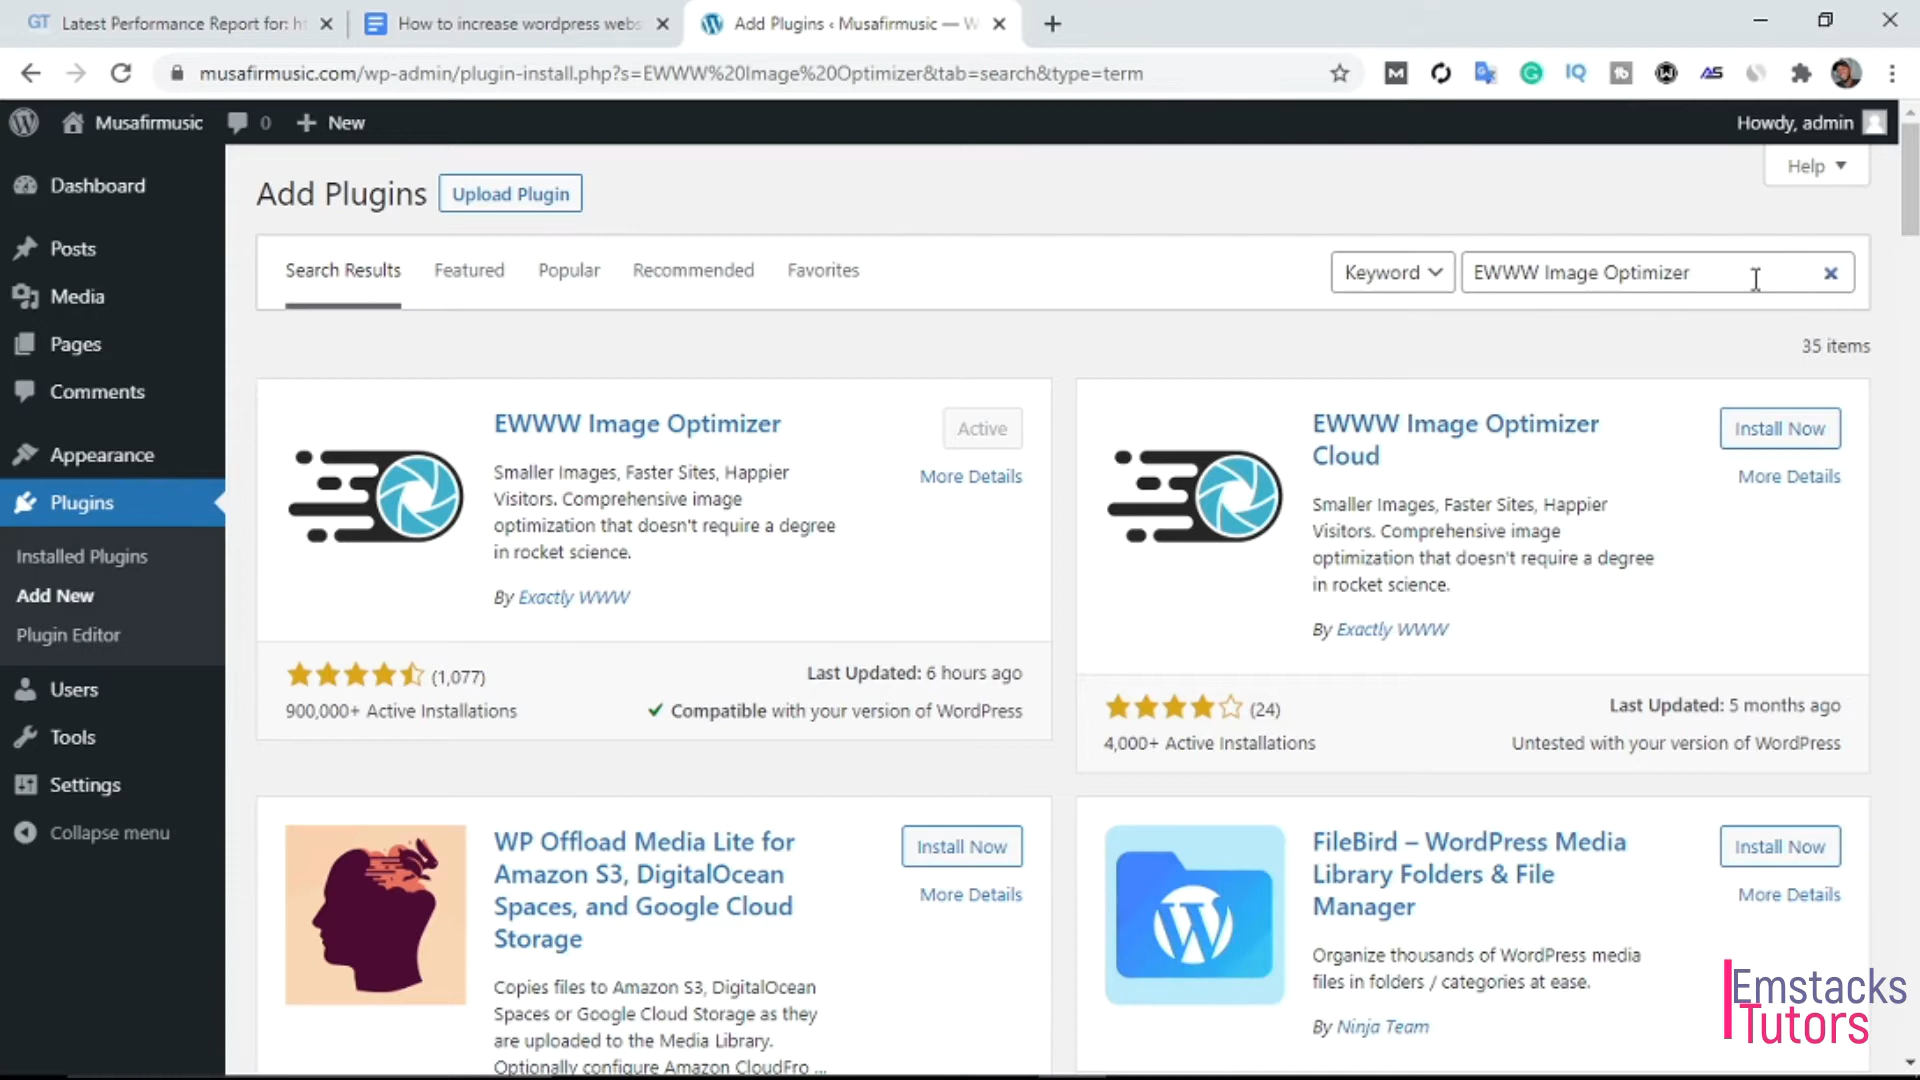 GT Latest Performance Report for: ht
How to increase wordpress webs
Add Plugins ‹ Musafirmusic — W
musafirmusic.com/wp-admin/plugin-install.php?s=EWWW%20Image%20Optimizer&tab=search&type=term
Musafirmusic 0 New
Howdy, admin
Dashboard
Posts
Media
Pages
Comments
Appearance
Plugins
Installed Plugins
Add New
Plugin Editor
Users
Tools
Settings
Collapse menu
Help
Add Plugins
Upload Plugin
Search Results Featured Popular Recommended Favorites
Keyword
EWWW Image Optimizer
35 items
EWWW Image Optimizer
Active
More Details
Smaller Images, Faster Sites, Happier
Visitors. Comprehensive image
optimization that doesn't require a degree
in rocket science.
By Exactly WWW
(1,077)
900,000+ Active Installations
Last Updated: 6 hours ago
Compatible with your version of WordPress
EWWW Image Optimizer
Cloud
Install Now
More Details
Smaller Images, Faster Sites, Happier
Visitors. Comprehensive image
optimization that doesn't require a degree
in rocket science.
By Exactly WWW
(24)
4,000+ Active Installations
Last Updated: 5 months ago
Untested with your version of WordPress
WP Offload Media Lite for
Amazon S3, DigitalOcean
Spaces, and Google Cloud
Storage
Install Now
More Details
Copies files to Amazon S3, DigitalOcean
Spaces or Google Cloud Storage as they
are uploaded to the Media Library.
Optionally configure Amazon CloudFro ...
FileBird – WordPress Media
Library Folders & File
Manager
Install Now
More Details
Organize thousands of WordPress media
files in folders / categories at ease.
By Ninja Team
Emstacks
Tutors